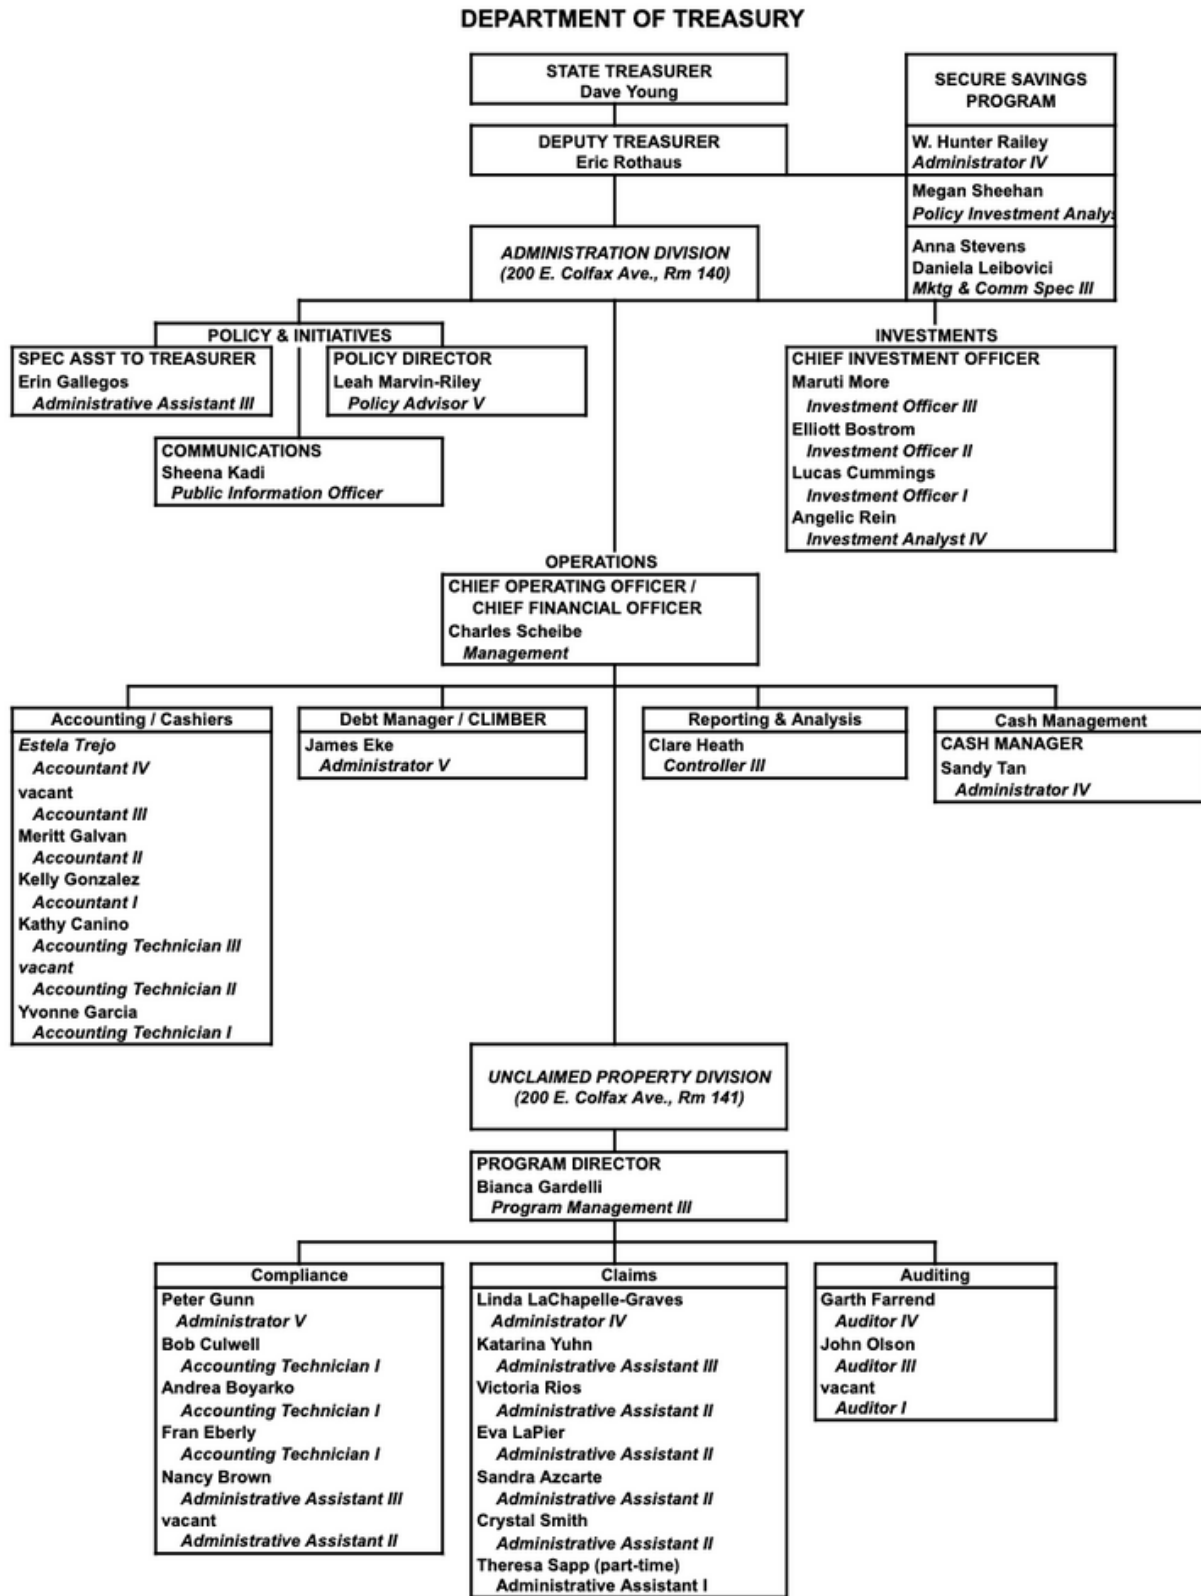 DEPARTMENT OF TREASURY
STATE TREASURER
Dave Young
DEPUTY TREASURER
Eric Rothaus
SECURE SAVINGS
PROGRAM
W. Hunter Railey
Administrator IV
Megan Sheehan
Policy Investment Analys
Anna Stevens
Daniela Leibovici
Mktg & Comm Spec III
ADMINISTRATION DIVISION
(200 E. Colfax Ave., Rm 140)
POLICY & INITIATIVES
SPEC ASST TO TREASURER
Erin Gallegos
Administrative Assistant III
POLICY DIRECTOR
Leah Marvin-Riley
Policy Advisor V
COMMUNICATIONS
Sheena Kadi
Public Information Officer
INVESTMENTS
CHIEF INVESTMENT OFFICER
Maruti More
Investment Officer III
Elliott Bostrom
Investment Officer II
Lucas Cummings
Investment Officer I
Angelic Rein
Investment Analyst IV
OPERATIONS
CHIEF OPERATING OFFICER /
CHIEF FINANCIAL OFFICER
Charles Scheibe
Management
Accounting / Cashiers
Estela Trejo
Accountant IV
vacant
Accountant III
Meritt Galvan
Accountant II
Kelly Gonzalez
Accountant I
Kathy Canino
Accounting Technician III
vacant
Accounting Technician II
Yvonne Garcia
Accounting Technician I
Debt Manager / CLIMBER
James Eke
Administrator V
Reporting & Analysis
Clare Heath
Controller III
Cash Management
CASH MANAGER
Sandy Tan
Administrator IV
UNCLAIMED PROPERTY DIVISION
(200 E. Colfax Ave., Rm 141)
PROGRAM DIRECTOR
Bianca Gardelli
Program Management III
Compliance
Peter Gunn
Administrator V
Bob Culwell
Accounting Technician I
Andrea Boyarko
Accounting Technician I
Fran Eberly
Accounting Technician I
Nancy Brown
Administrative Assistant III
vacant
Administrative Assistant II
Claims
Linda LaChapelle-Graves
Administrator IV
Katarina Yuhn
Administrative Assistant III
Victoria Rios
Administrative Assistant II
Eva LaPier
Administrative Assistant II
Sandra Azcarte
Administrative Assistant II
Crystal Smith
Administrative Assistant II
Theresa Sapp (part-time)
Administrative Assistant I
Auditing
Garth Farrend
Auditor IV
John Olson
Auditor III
vacant
Auditor I